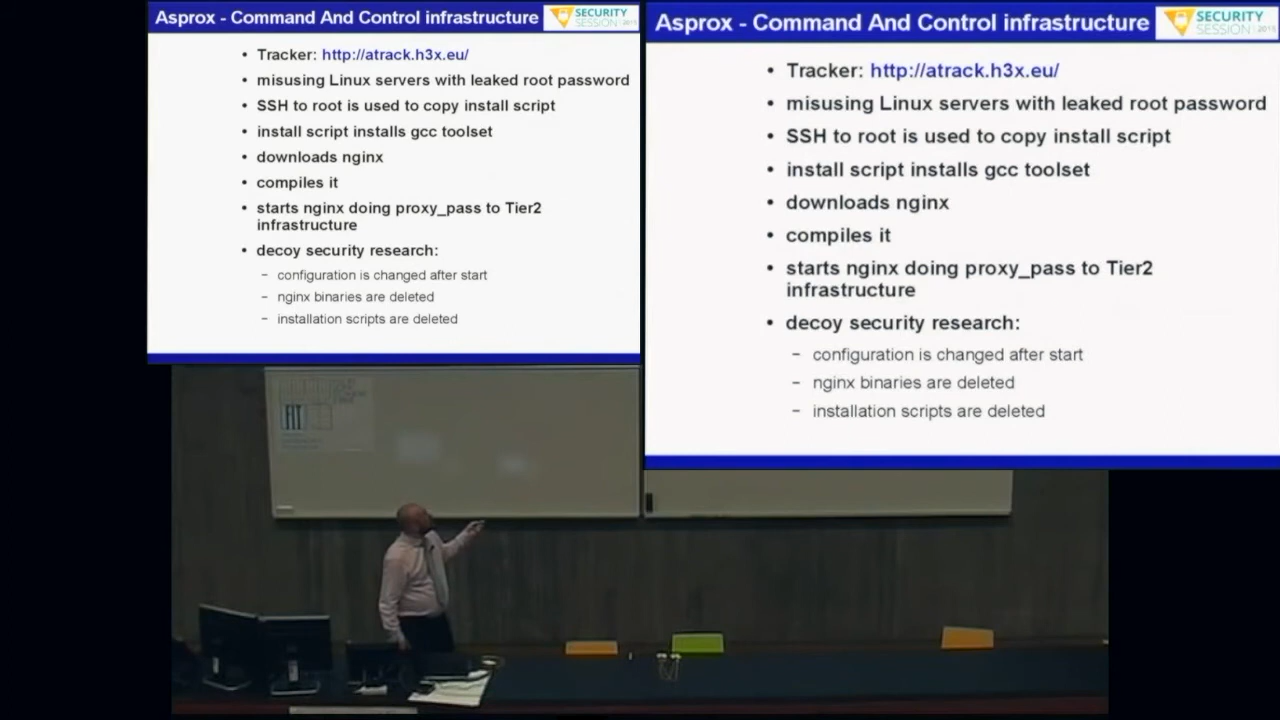 Asprox - Command And Control infrastructure
SECURITY
SESSION 2015
• Tracker: http://atrack.h3x.eu/
• misusing Linux servers with leaked root password
• SSH to root is used to copy install script
• install script installs gcc toolset
• downloads nginx
• compiles it
• starts nginx doing proxy_pass to Tier2
infrastructure
• decoy security research:
– configuration is changed after start
– nginx binaries are deleted
– installation scripts are deleted
Asprox - Command And Control infrastructure
SECURITY
SESSION 2015
• Tracker: http://atrack.h3x.eu/
• misusing Linux servers with leaked root password
• SSH to root is used to copy install script
• install script installs gcc toolset
• downloads nginx
• compiles it
• starts nginx doing proxy_pass to Tier2
infrastructure
• decoy security research:
– configuration is changed after start
– nginx binaries are deleted
– installation scripts are deleted
FIT